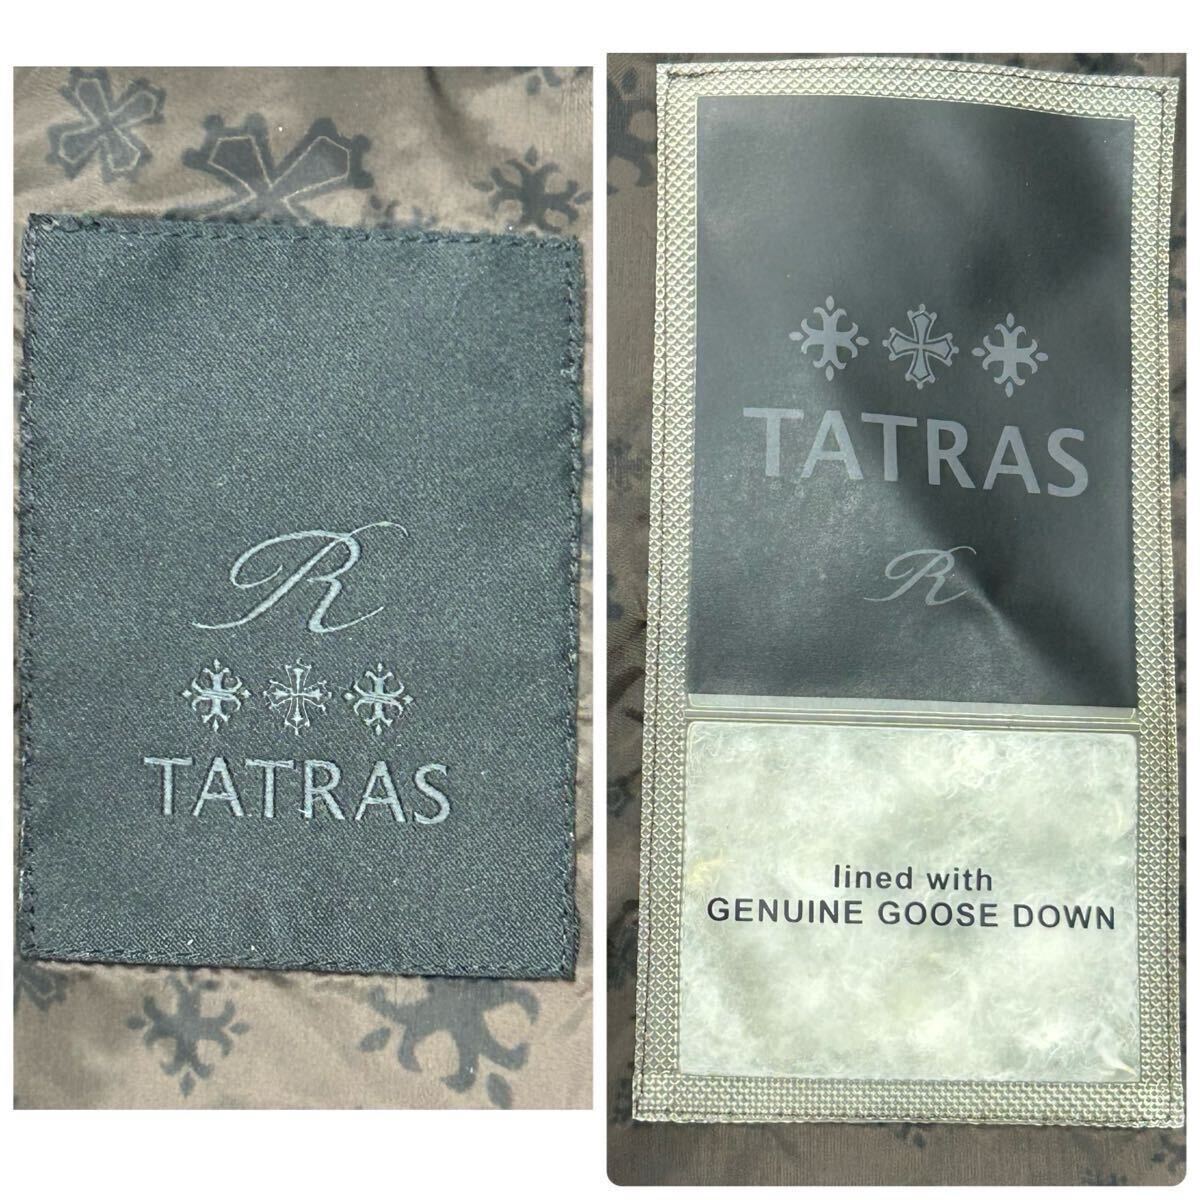 R
TATRAS
TATRAS
R
lined with
GENUINE GOOSE DOWN